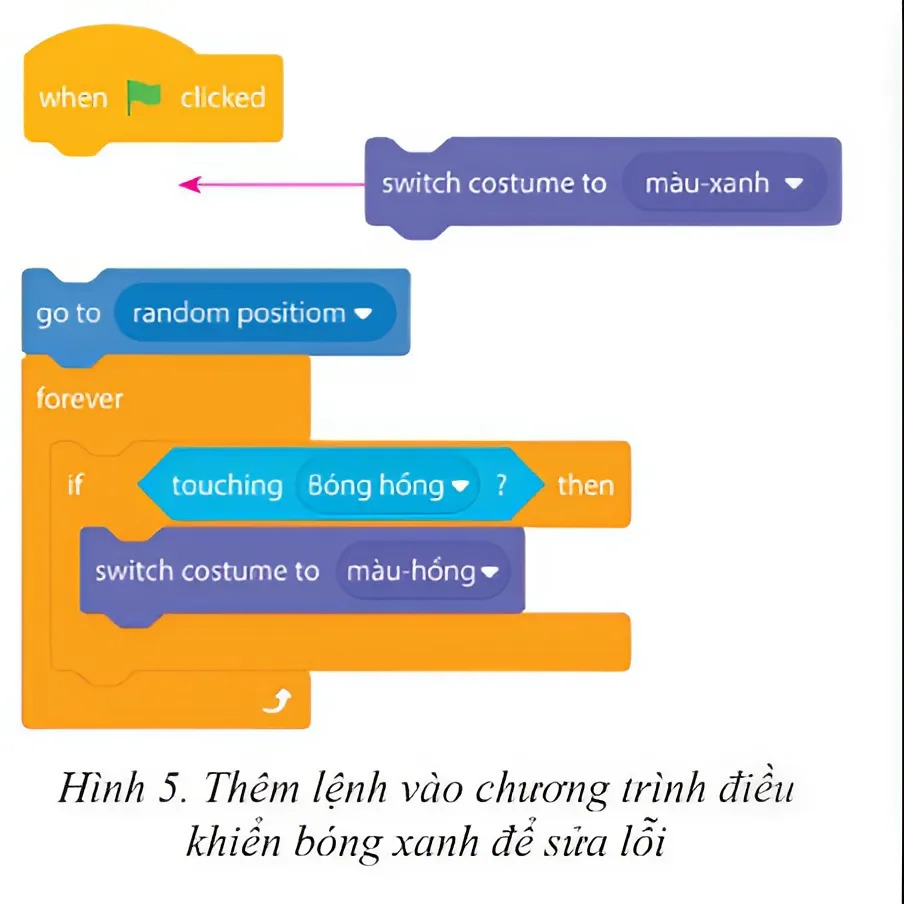 when clicked
switch costume to màu-xanh
go to random positiom
forever
if touching Bóng hồng ? then
switch costume to màu-hồng
Hình 5. Thêm lệnh vào chương trình điều
khiển bóng xanh để sửa lỗi